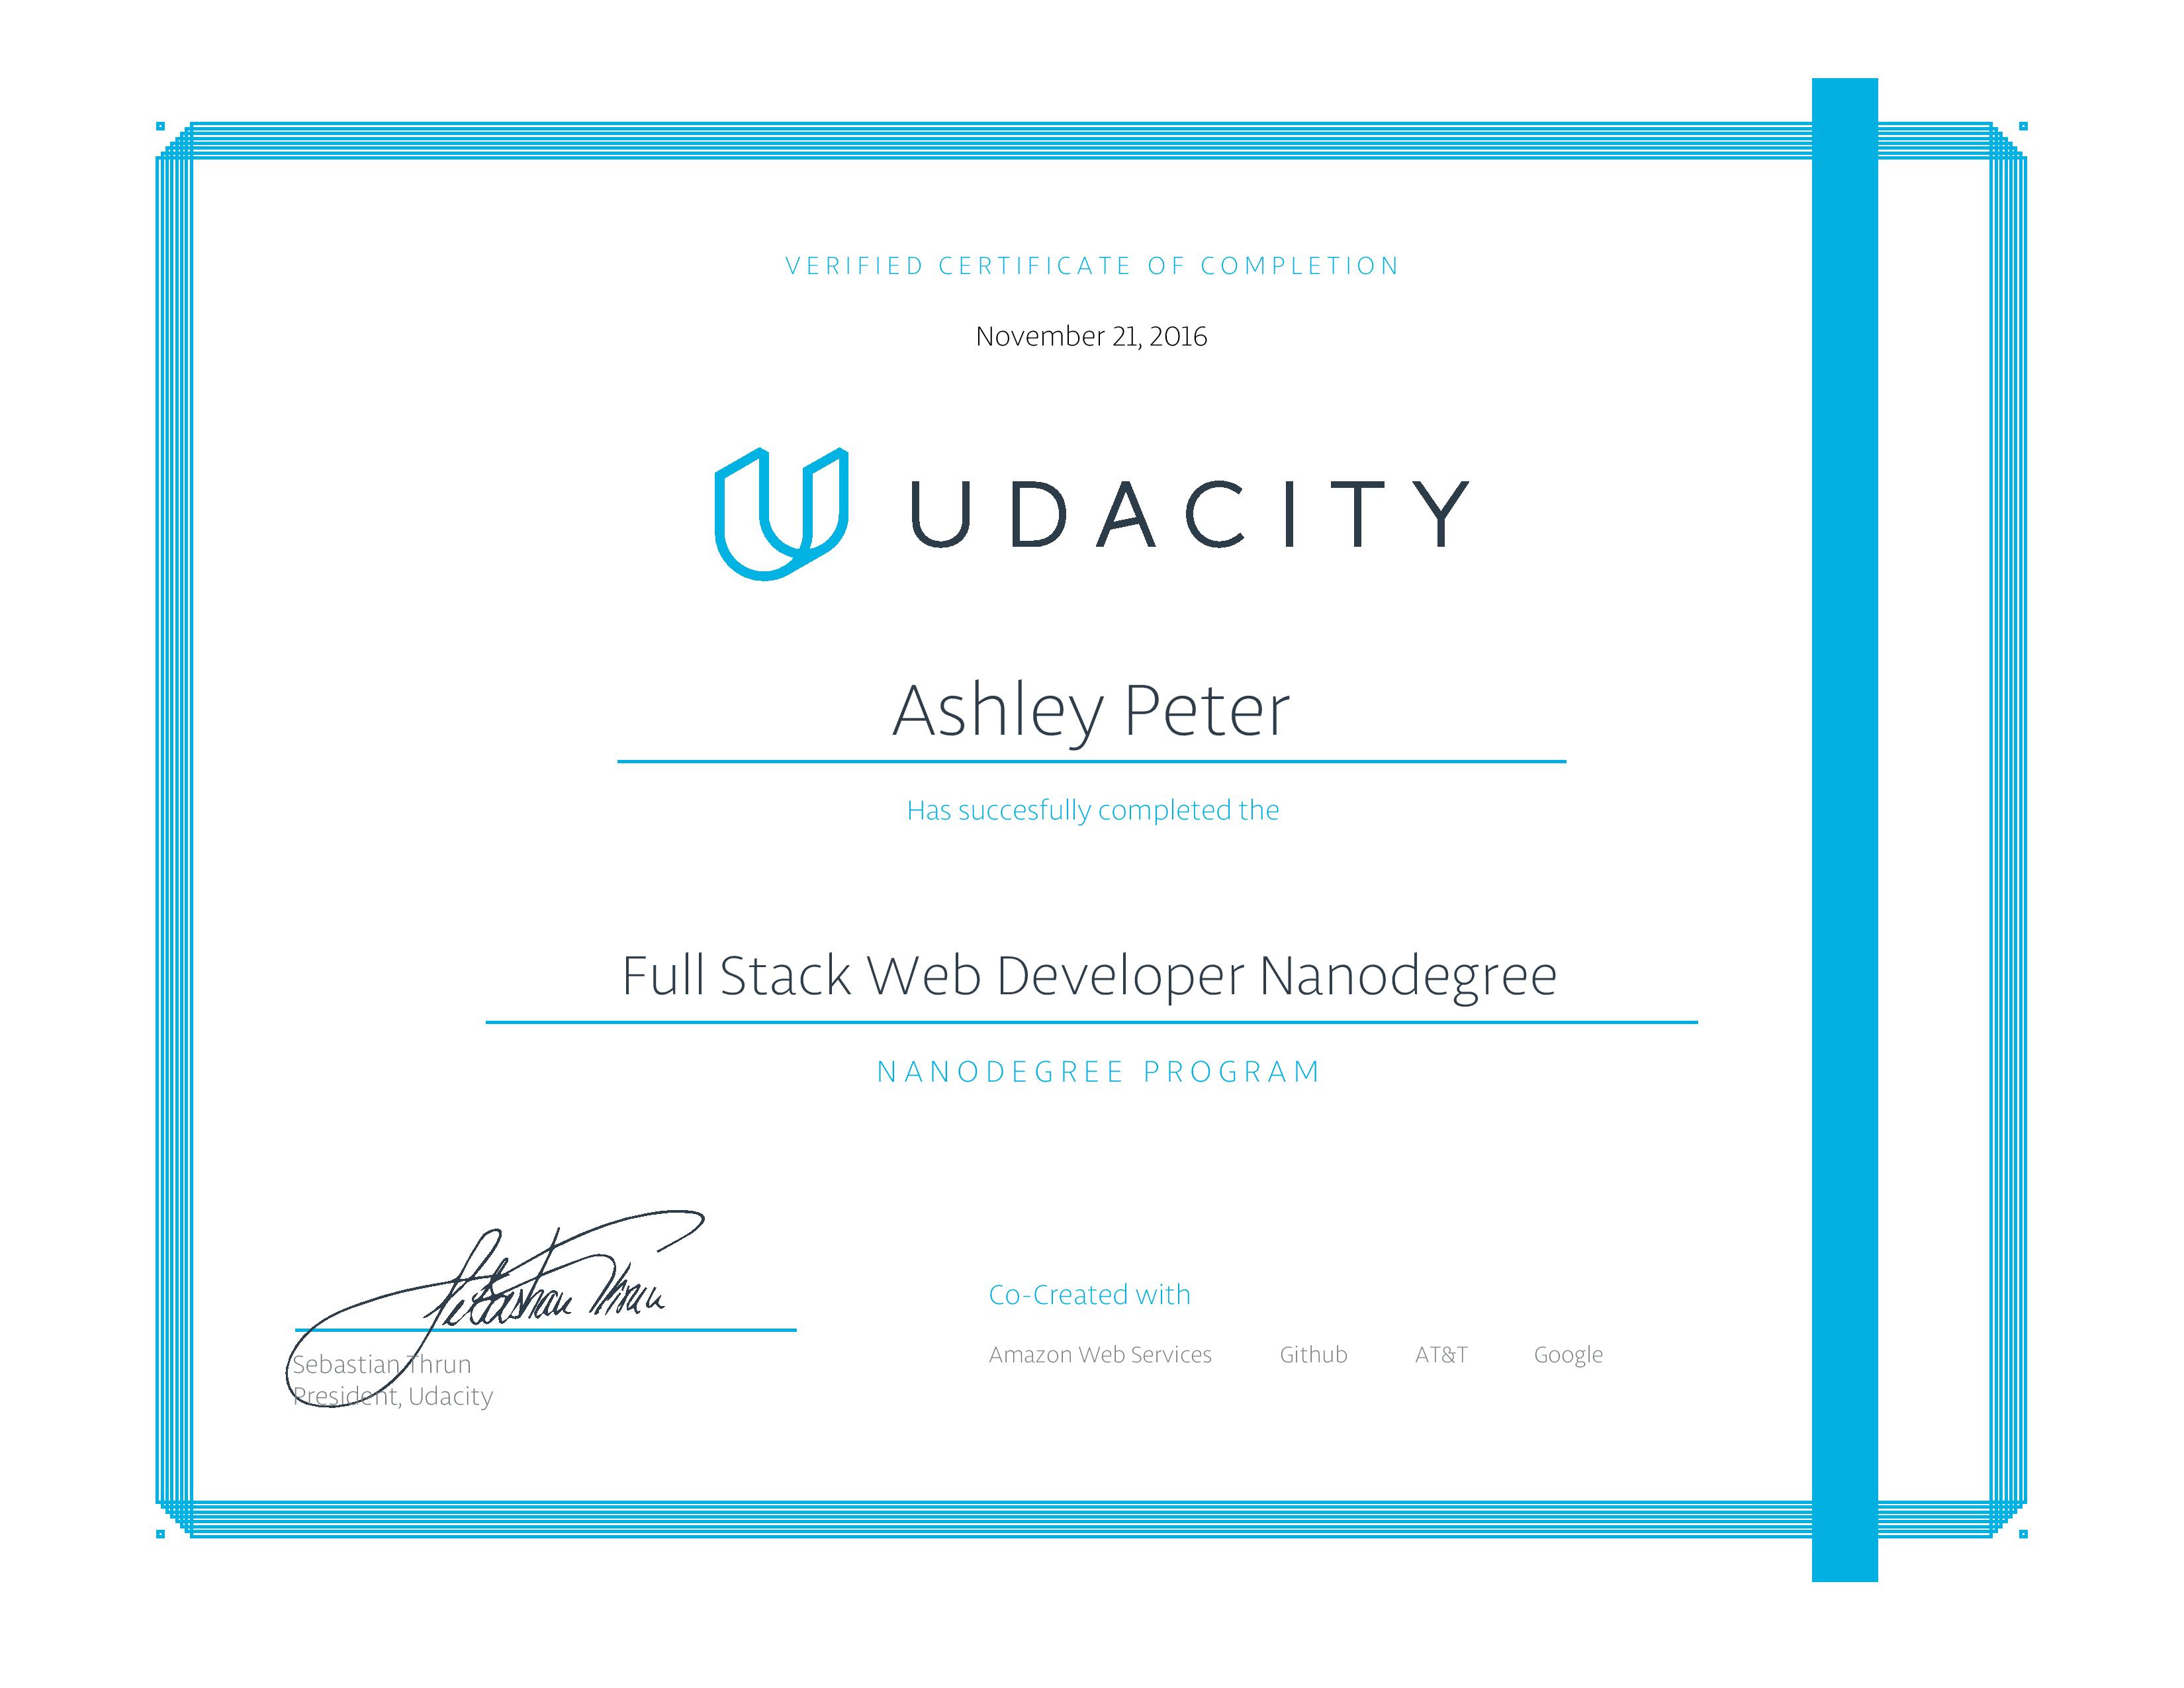 VERIFIED CERTIFICATE OF COMPLETION
November 21, 2016
UDACITY
Ashley Peter
Has succesfully completed the
Full Stack Web Developer Nanodegree
NANODEGREE PROGRAM
Sebastian Thrun
Sebastian Thrun
President, Udacity
Co-Created with
Amazon Web Services Github AT&T Google